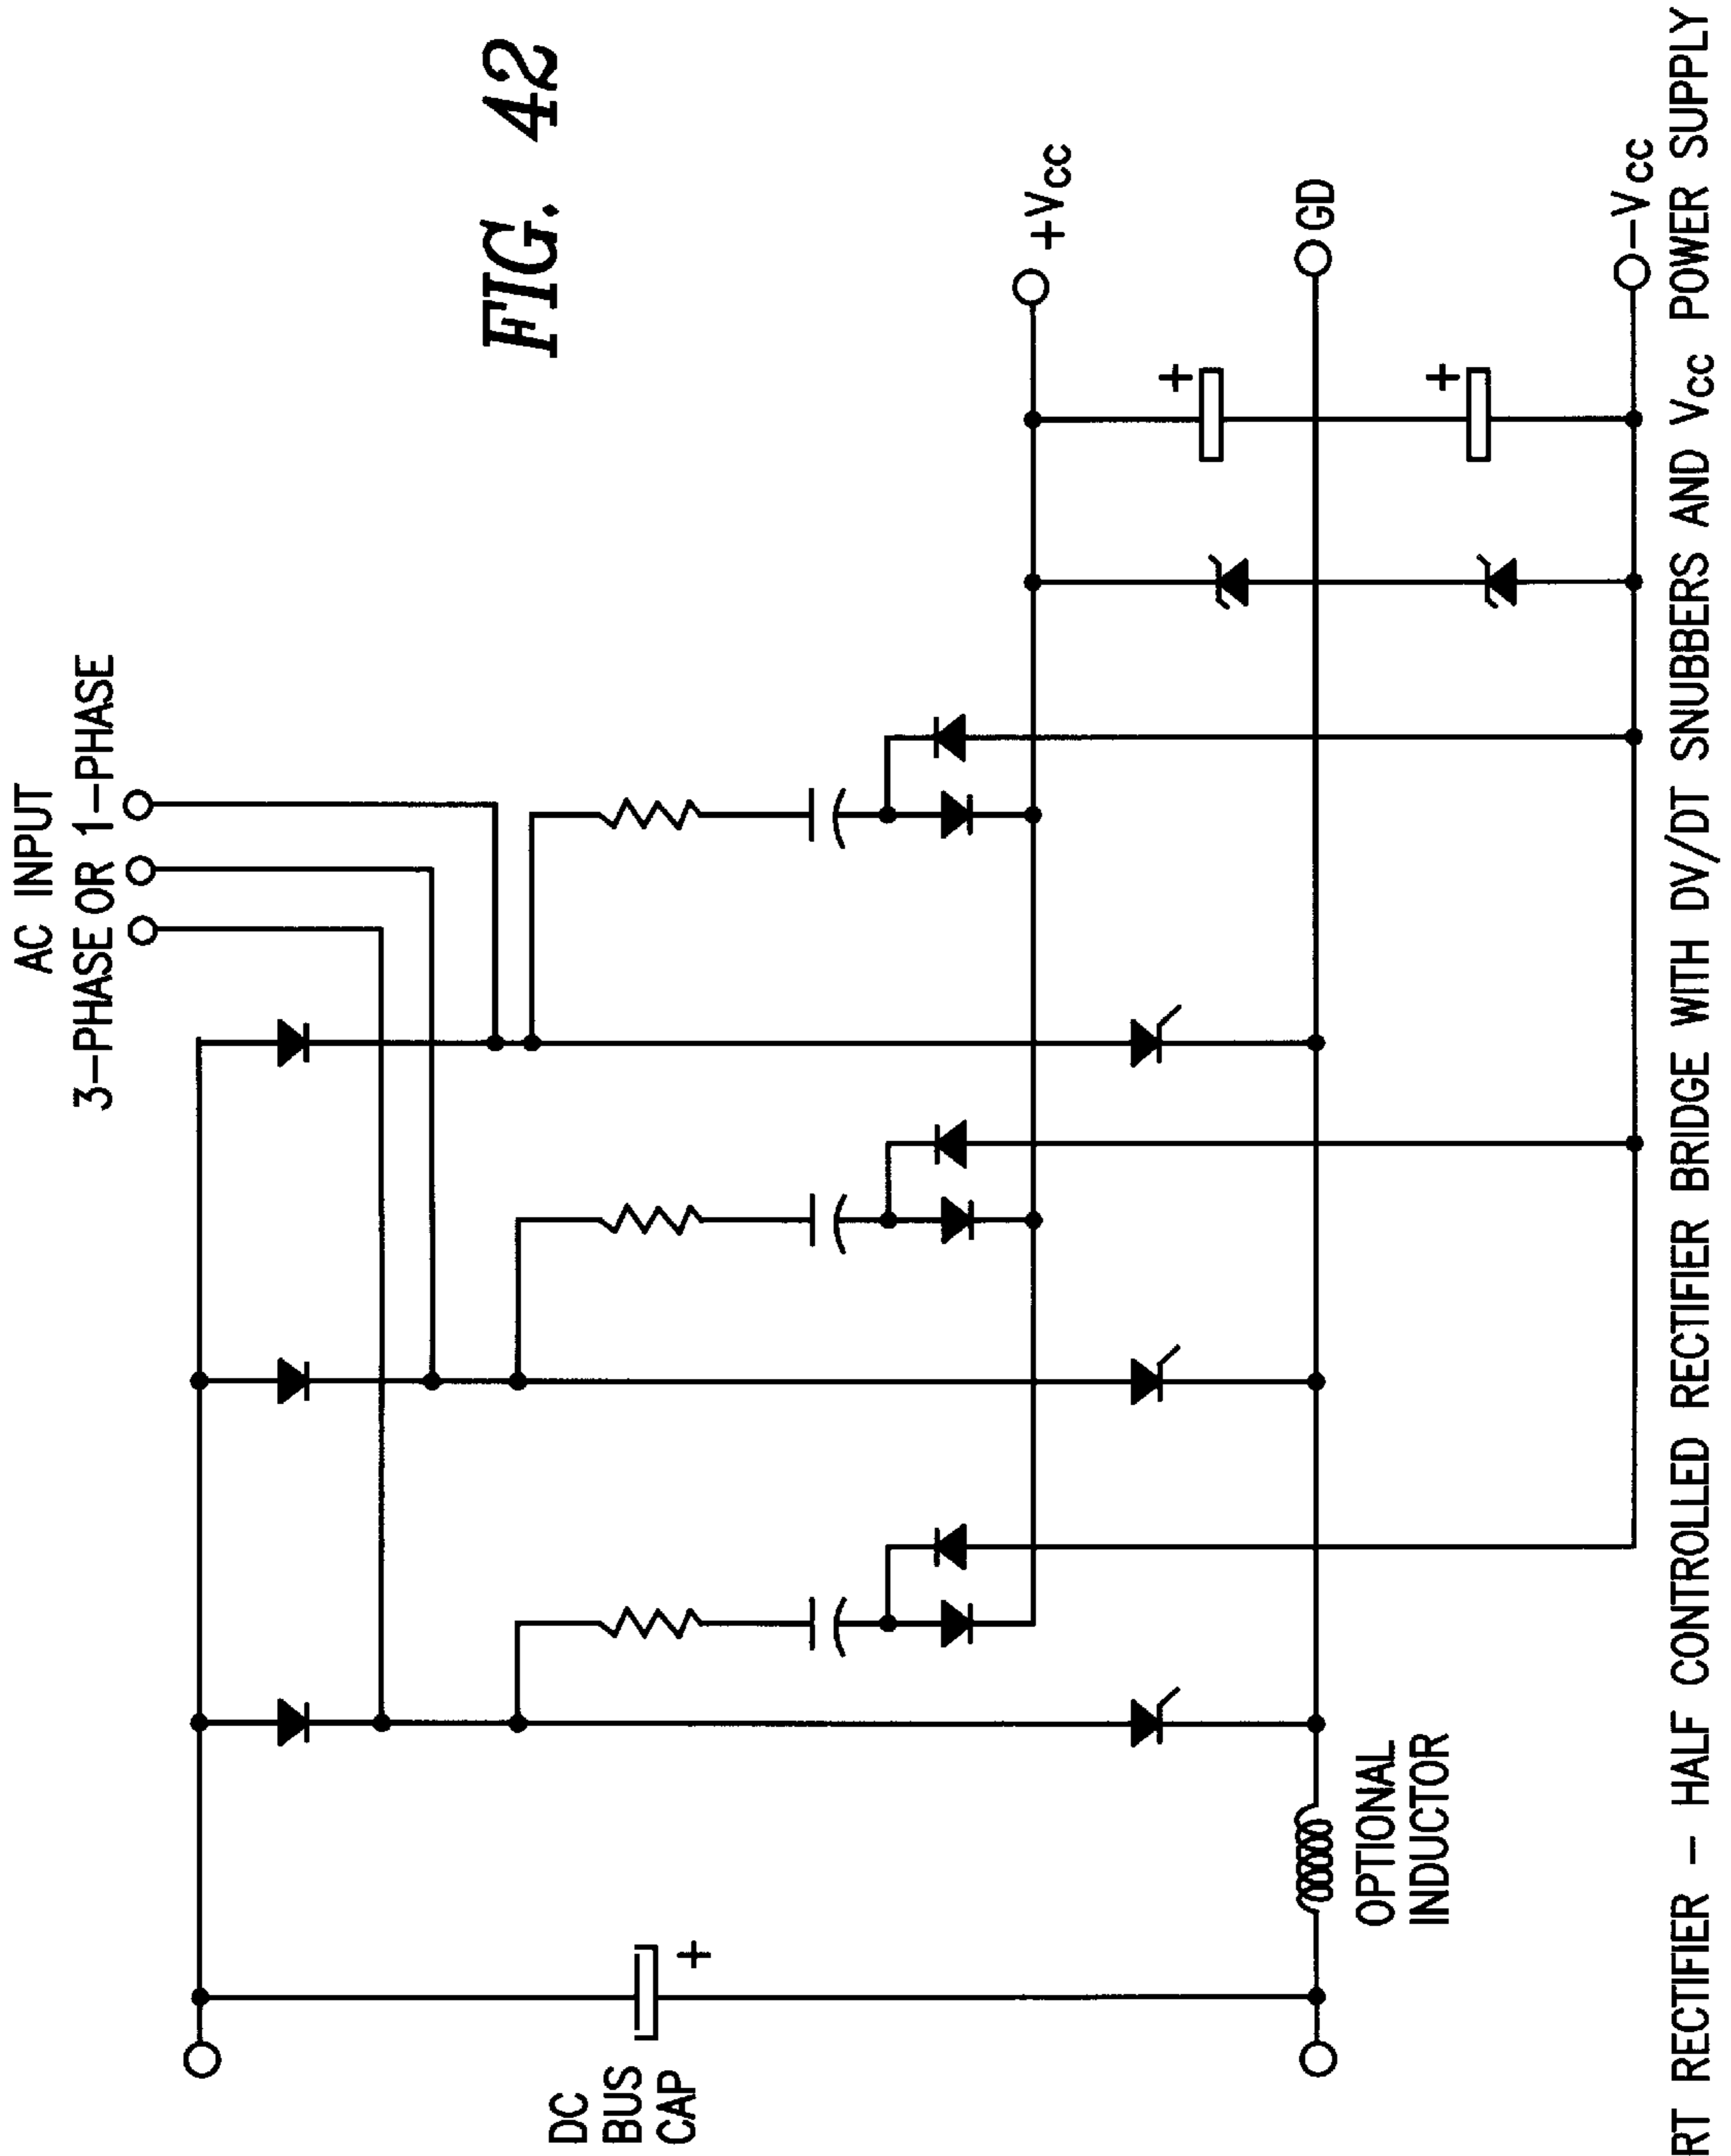 FIG. 42
AC INPUT
3-PHASE OR 1-PHASE
+Vcc
GD
-Vcc
+
+
DC
BUS
CAP
+
OPTIONAL
INDUCTOR
RT RECTIFIER - HALF CONTROLLED RECTIFIER BRIDGE WITH DV/DT SNUBBERS AND Vcc POWER SUPPLY